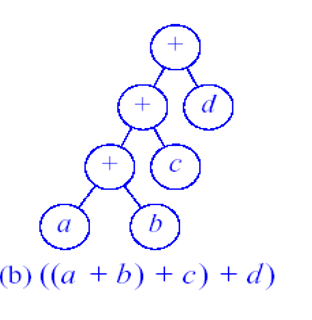 +
+ d
+ c
a b
(b) ((a + b) + c) + d)